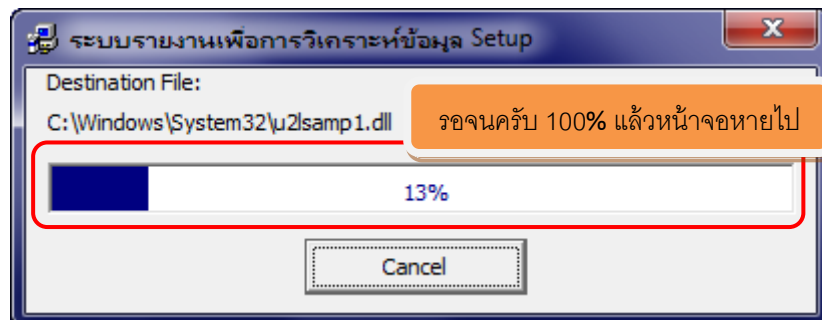 ระบบรายงานเพื่อการวิเคราะห์ข้อมูล Setup
Destination File:
C:\Windows\System32\u2lsamp1.dll
รอจนครับ 100% แล้วหน้าจอหายไป
13%
Cancel